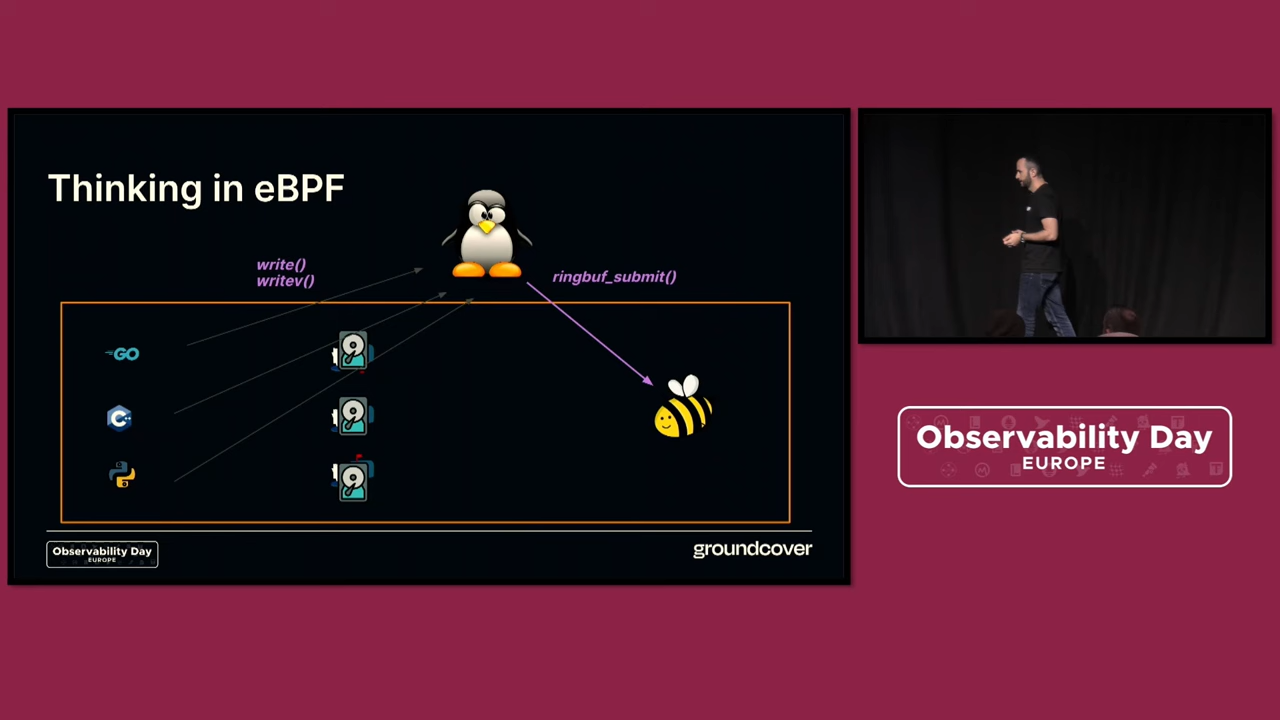 Thinking in eBPF
write()
writev()
ringbuf_submit()
GO
C++
Observability Day
EUROPE
groundcover
Observability Day
EUROPE